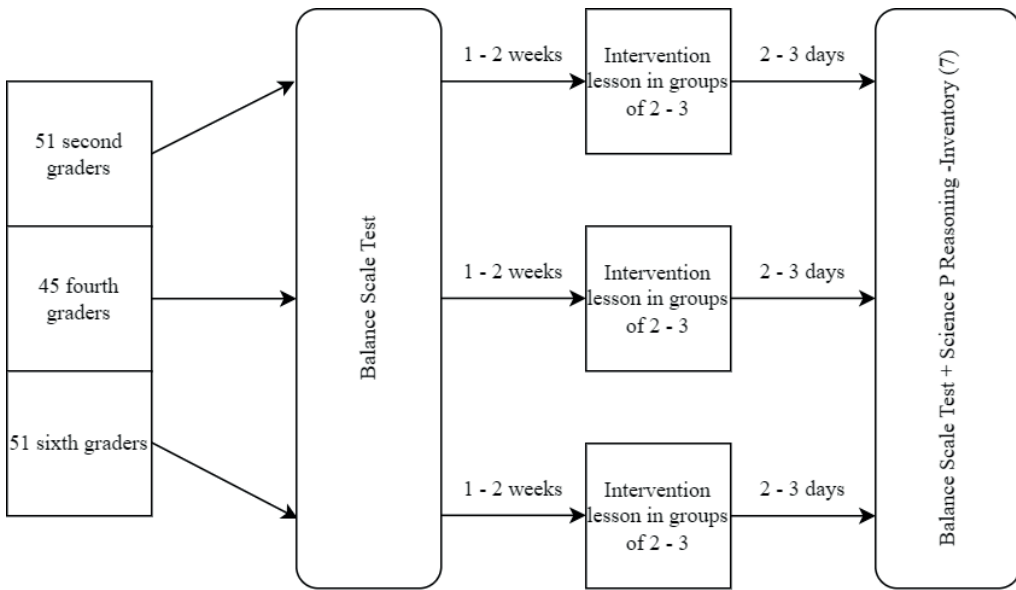 51 second
graders
45 fourth
graders
51 sixth graders
Balance Scale Test
1 - 2 weeks
Intervention
lesson in groups
of 2 - 3
2 - 3 days
1 - 2 weeks
Intervention
lesson in groups
of 2 - 3
2 - 3 days
1 - 2 weeks
Intervention
lesson in groups
of 2 - 3
2 - 3 days
Balance Scale Test + Science P Reasoning -Inventory (7)